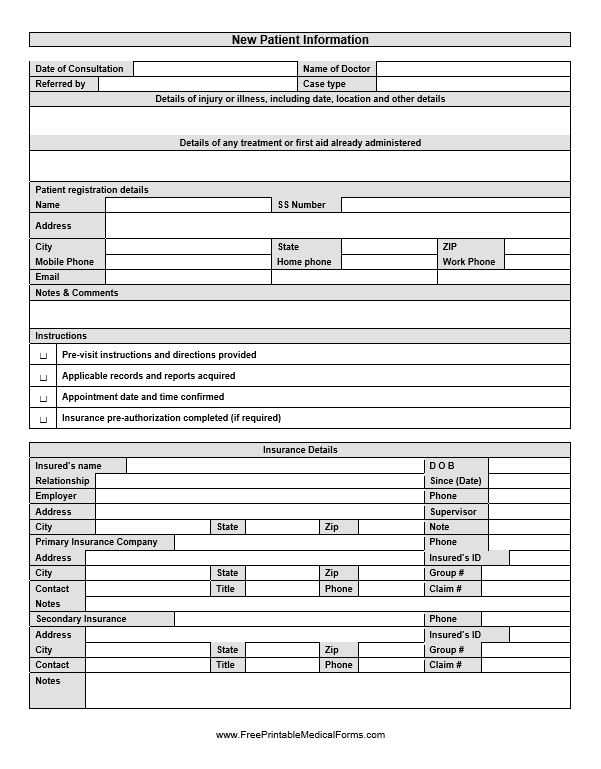 New Patient Information
Date of Consultation Name of Doctor
Referred by Case type
Details of injury or illness, including date, location and other details
Details of any treatment or first aid already administered
Patient registration details
Name SS Number
Address
City State ZIP
Mobile Phone Home phone Work Phone
Email
Notes & Comments
Instructions
Pre-visit instructions and directions provided
Applicable records and reports acquired
Appointment date and time confirmed
Insurance pre-authorization completed (if required)
Insurance Details
Insured's name D O B
Relationship Since (Date)
Employer Phone
Address Supervisor
City State Zip Note
Primary Insurance Company Phone
Address Insured's ID
City State Zip Group #
Contact Title Phone Claim #
Notes
Secondary Insurance Phone
Address Insured's ID
City State Zip Group #
Contact Title Phone Claim #
Notes
www.FreePrintableMedicalForms.com